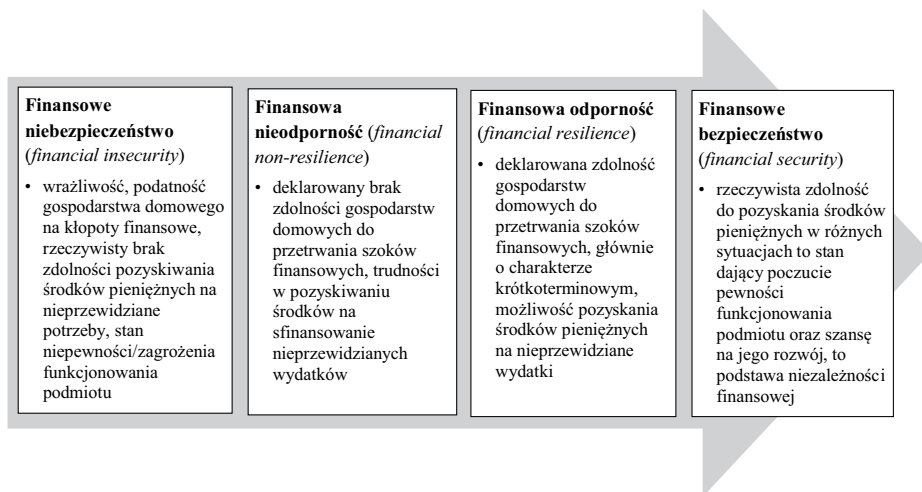 Finansowe
niebezpieczeństwo
(financial insecurity)
• wrażliwość, podatność
gospodarstwa domowego
na kłopoty finansowe,
rzeczywisty brak
zdolności pozyskiwania
środków pieniężnych na
nieprzewidziane
potrzeby, stan
niepewności/zagrożenia
funkcjonowania
podmiotu
Finansowa
nieodporność (financial
non-resilience)
• deklarowany brak
zdolności gospodarstw
domowych do
przetrwania szoków
finansowych, trudności
w pozyskiwaniu
środków na
sfinansowanie
nieprzewidzianych
wydatków
Finansowa odporność
(financial resilience)
• deklarowana zdolność
gospodarstw
domowych do
przetrwania szoków
finansowych, głównie
o charakterze
krótkoterminowym,
możliwość pozyskania
środków pieniężnych
na nieprzewidziane
wydatki
Finansowe
bezpieczeństwo
(financial security)
• rzeczywista zdolność
do pozyskania środków
pieniężnych w różnych
sytuacjach to stan
dający poczucie
pewności
funkcjonowania
podmiotu oraz szansę
na jego rozwój, to
podstawa niezależności
finansowej